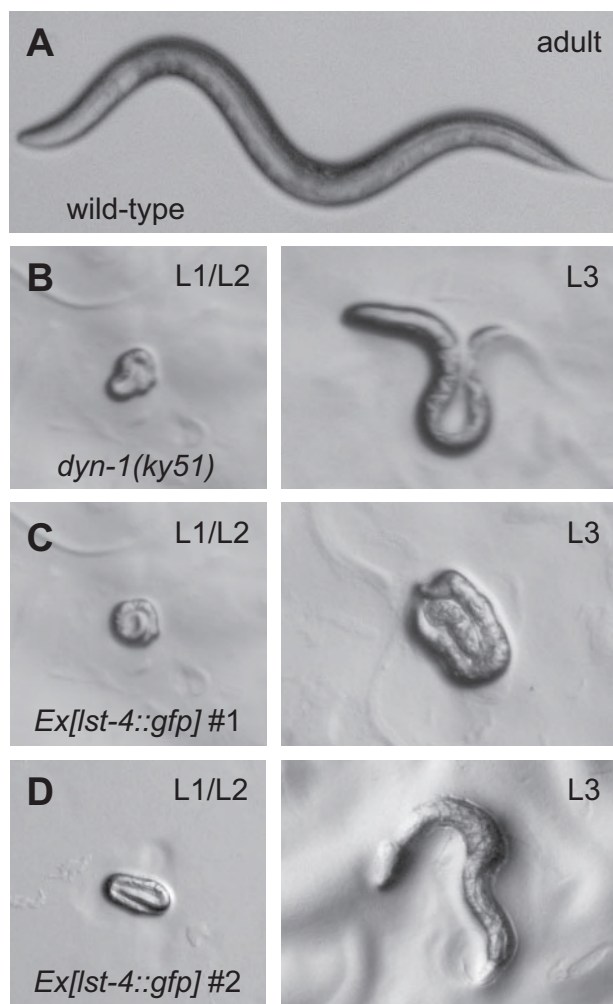 A
adult
wild-type
B
L1/L2
L3
dyn-1(ky51)
C
L1/L2
L3
Ex[lst-4::gfp] #1
D
L1/L2
L3
Ex[lst-4::gfp] #2